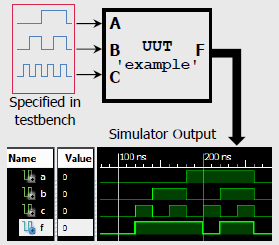 A
B UUT F
'example'
C
Specified in
testbench
Simulator Output
Name Value 100 ns 200 ns
a 0
b 0
c 0
f 0